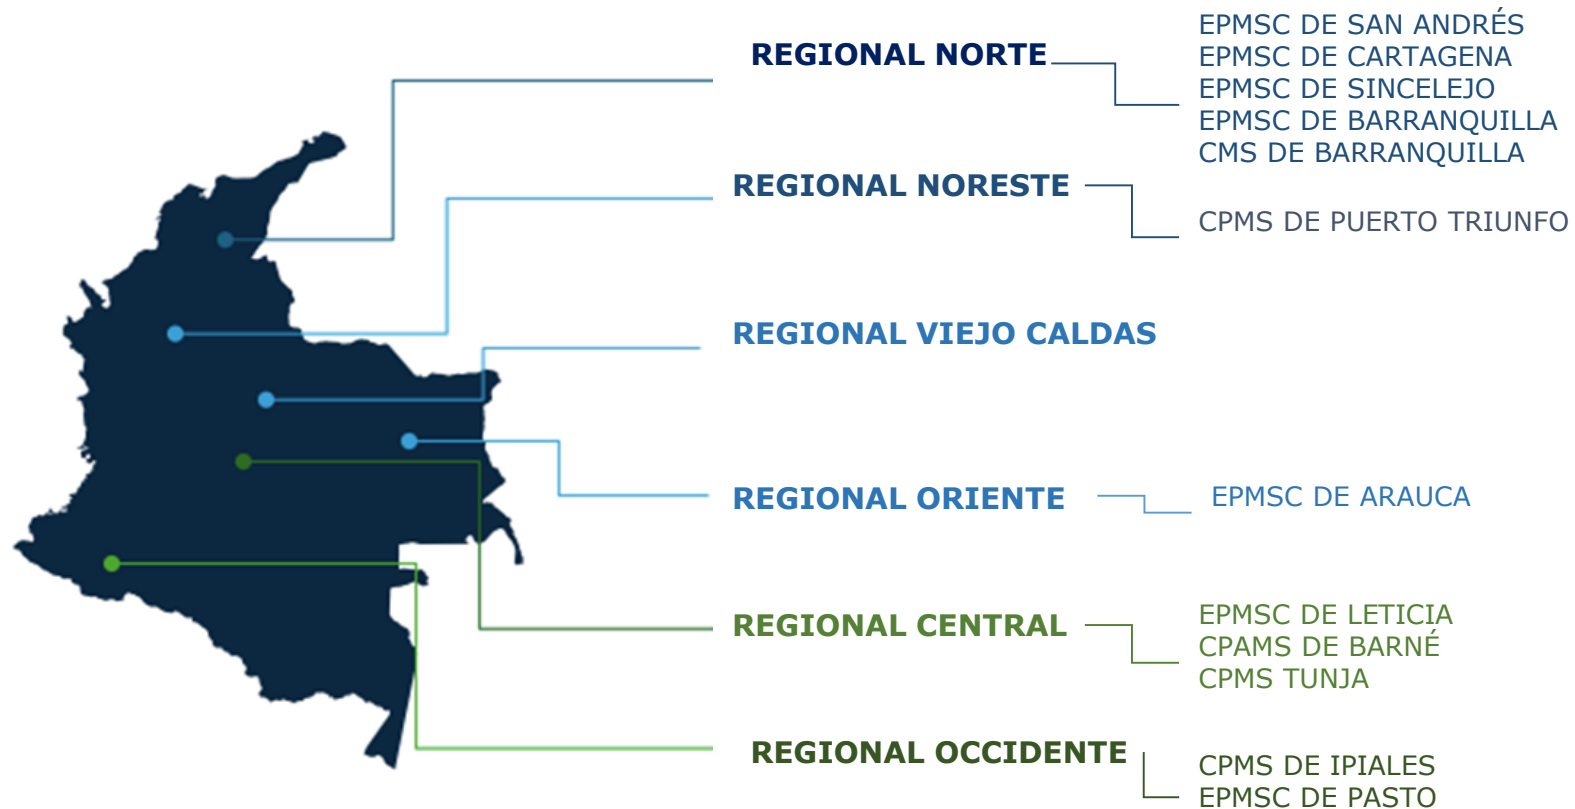 REGIONAL NORTE
EPMSC DE SAN ANDRÉS
EPMSC DE CARTAGENA
EPMSC DE SINCELEJO
EPMSC DE BARRANQUILLA
CMS DE BARRANQUILLA
REGIONAL NORESTE
CPMS DE PUERTO TRIUNFO
REGIONAL VIEJO CALDAS
REGIONAL ORIENTE
EPMSC DE ARAUCA
REGIONAL CENTRAL
EPMSC DE LETICIA
CPAMS DE BARNÉ
CPMS TUNJA
REGIONAL OCCIDENTE
CPMS DE IPIALES
EPMSC DE PASTO